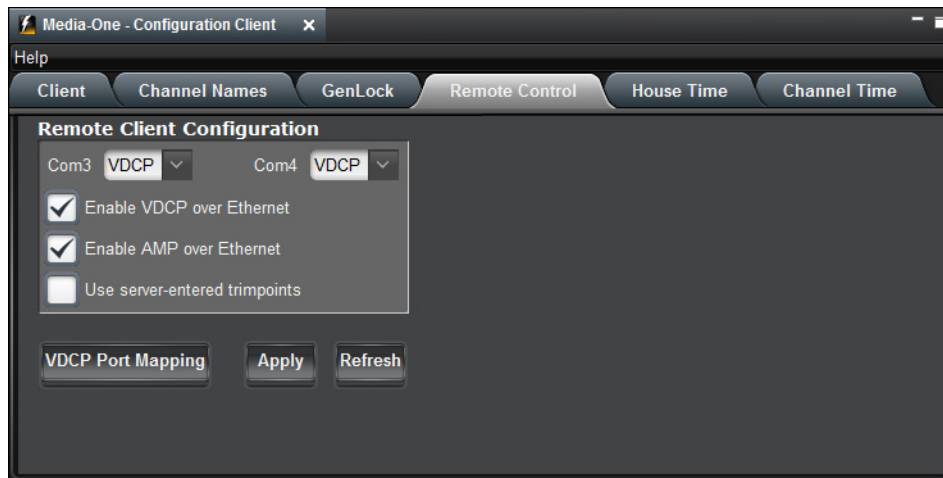 Media-One - Configuration Client
Help
Client Channel Names GenLock Remote Control House Time Channel Time
Remote Client Configuration
Com3 VDCP Com4 VDCP
Enable VDCP over Ethernet
Enable AMP over Ethernet
Use server-entered trimpoints
VDCP Port Mapping Apply Refresh